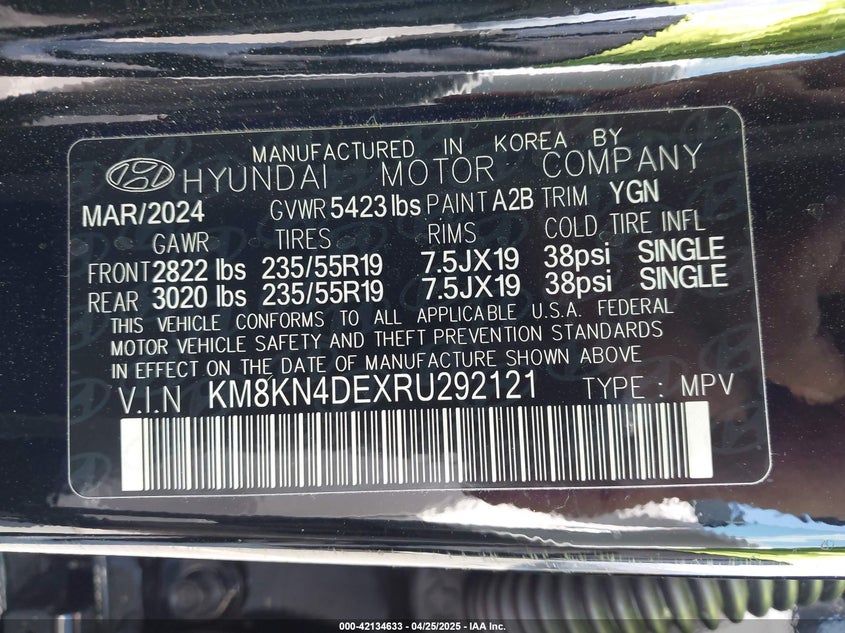 MANUFACTURED IN KOREA BY
HYUNDAI MOTOR COMPANY
MAR/2024 GVWR 5423 lbs PAINT A2B TRIM YGN
GAWR TIRES RIMS COLD TIRE INFL
FRONT 2822 lbs 235/55R19 7.5JX19 38psi SINGLE
REAR 3020 lbs 235/55R19 7.5JX19 38psi SINGLE
THIS VEHICLE CONFORMS TO ALL APPLICABLE U.S.A. FEDERAL
MOTOR VEHICLE SAFETY AND THEFT PREVENTION STANDARDS
IN EFFECT ON THE DATE OF MANUFACTURE SHOWN ABOVE
V.I.N KM8KN4DEXRU292121 TYPE : MPV
000-42134633 - 04/25/2025 - IAA Inc.